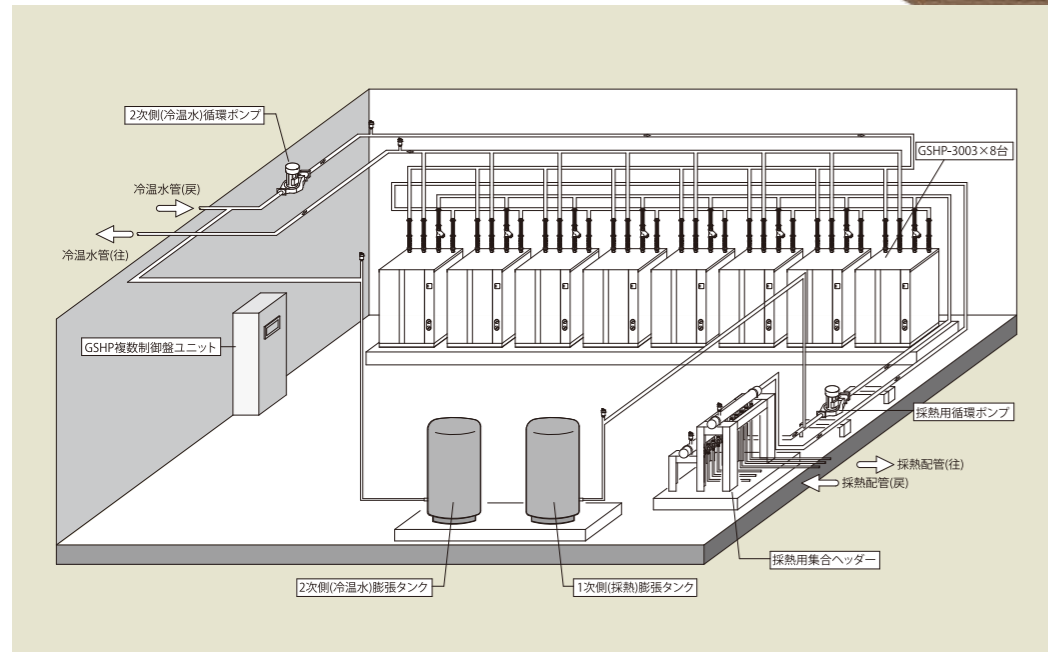 2次側(冷温水)循環ポンプ
GSHP-3003×8台
冷温水管(戻)
冷温水管(往)
GSHP複数制御盤ユニット
採熱用循環ポンプ
採熱配管(往)
採熱配管(戻)
採熱用集合ヘッダー
2次側(冷温水)膨張タンク
1次側(採熱)膨張タンク